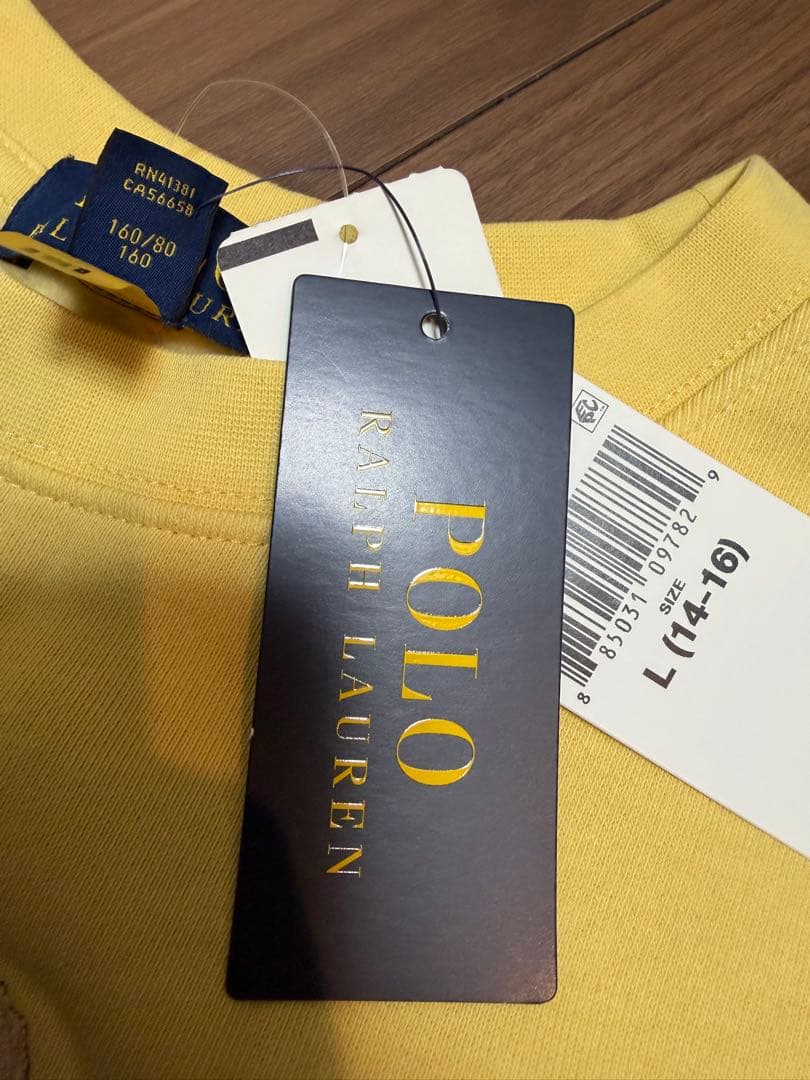 RN41381
CA56658
160/80
160
POLO
RALPH LAUREN
8 85031 09782 9
SIZE
L (14-16)